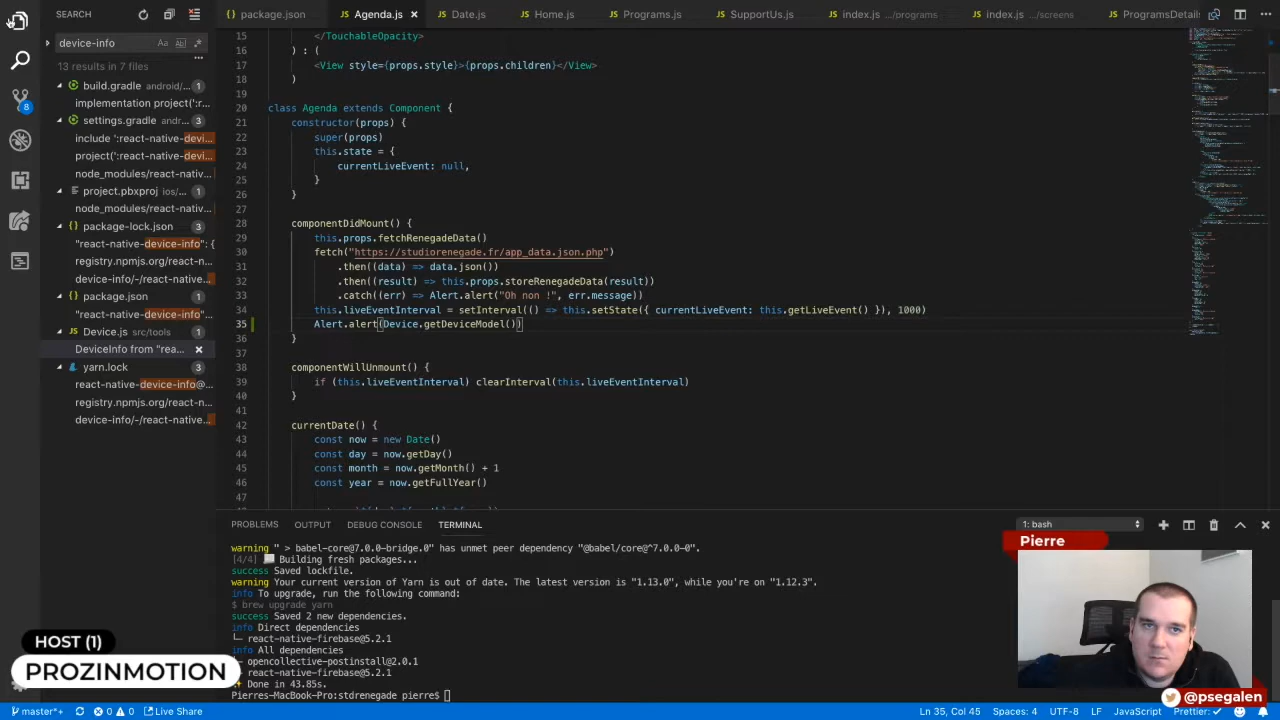 SEARCH
package.json
Agenda.js
Date.js
Home.js
Programs.js
SupportUs.js
index.js .../programs
index.js .../screens
ProgramsDetails
device-info
13 results in 7 files
build.gradle android/... 1
implementation project(':r...
settings.gradle andr... 3
include ':react-native-devi...
project(':react-native-devi...
node_modules/react-nativ...
project.pbxproj ios/... 1
node_modules/react-nativ...
package-lock.json 3
"react-native-device-info": {
registry.npmjs.org/react-n...
device-info/-/react-native...
package.json 1
"react-native-device-info":...
Device.js src/tools
DeviceInfo from "rea...
yarn.lock 3
react-native-device-info@...
registry.npmjs.org/react-n...
device-info/-/react-native...
8
15 </TouchableOpacity>
16 ) : (
17 <View style={props.style}>{props.children}</View>
18 )
19
20 class Agenda extends Component {
21 constructor(props) {
22 super(props)
23 this.state = {
24 currentLiveEvent: null,
25 }
26 }
27
28 componentDidMount() {
29 this.props.fetchRenegadeData()
30 fetch("https://studiorenegade.fr/app_data.json.php")
31 .then((data) => data.json())
32 .then((result) => this.props.storeRenegadeData(result))
33 .catch((err) => Alert.alert("Oh non !", err.message))
34 this.liveEventInterval = setInterval(() => this.setState({ currentLiveEvent: this.getLiveEvent() }), 1000)
35 Alert.alert(Device.getDeviceModel())
36 }
37
38 componentWillUnmount() {
39 if (this.liveEventInterval) clearInterval(this.liveEventInterval)
40 }
41
42 currentDate() {
43 const now = new Date()
44 const day = now.getDay()
45 const month = now.getMonth() + 1
46 const year = now.getFullYear()
47
PROBLEMS OUTPUT DEBUG CONSOLE TERMINAL
1: bash
warning " > babel-core@7.0.0-bridge.0" has unmet peer dependency "@babel/core@^7.0.0-0".
[4/4] Building fresh packages...
success Saved lockfile.
warning Your current version of Yarn is out of date. The latest version is "1.13.0", while you're on "1.12.3".
info To upgrade, run the following command:
$ brew upgrade yarn
success Saved 2 new dependencies.
info Direct dependencies
└─ react-native-firebase@5.2.1
info All dependencies
├─ opencollective-postinstall@2.0.1
└─ react-native-firebase@5.2.1
Done in 43.85s.
Pierres-MacBook-Pro:stdrenegade pierre$
Pierre
@psegalen
HOST (1)
PROZINMOTION
master*+ 0 0 Live Share
Ln 35, Col 45 Spaces: 4 UTF-8 LF JavaScript Prettier: ✓